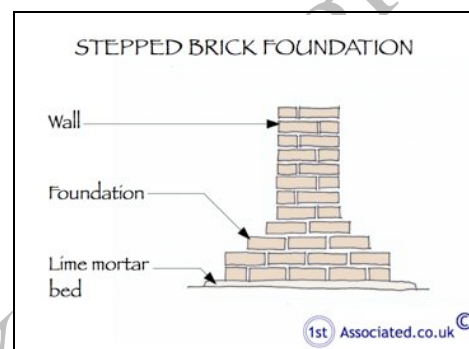 STEPPED BRICK FOUNDATION
Wall
Foundation
Lime mortar
bed
1st Associated.co.uk ©